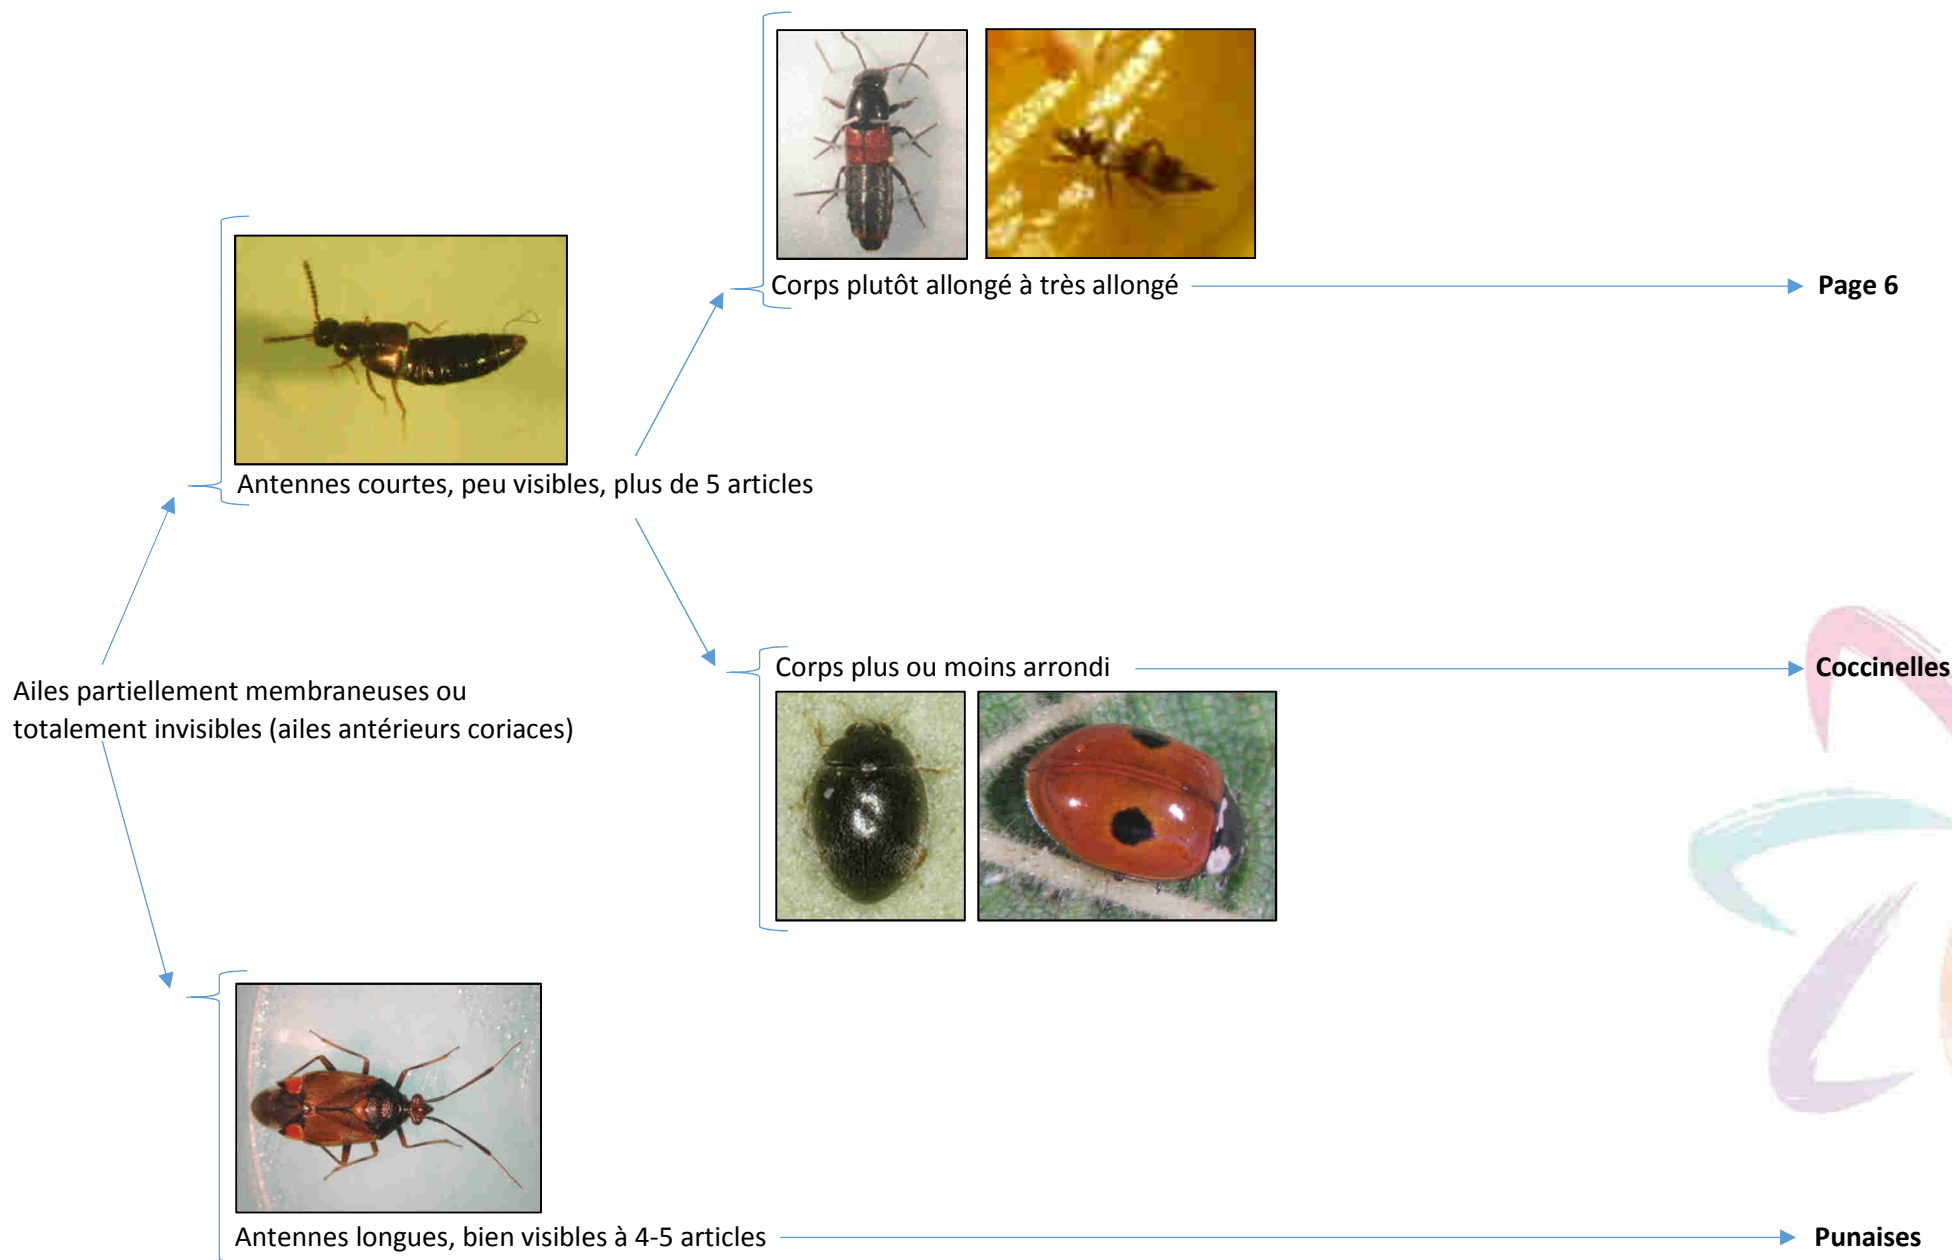 Corps plutôt allongé à très allongé
Page 6
Antennes courtes, peu visibles, plus de 5 articles
Corps plus ou moins arrondi
Coccinelles
Ailes partiellement membraneuses ou
totalement invisibles (ailes antérieurs coriaces)
Antennes longues, bien visibles à 4-5 articles
Punaises